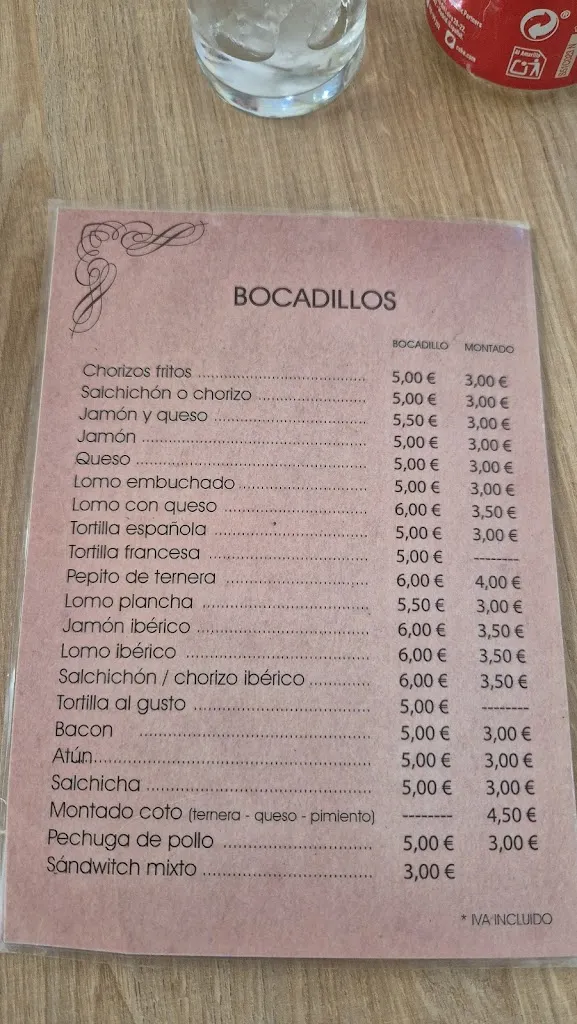 BOCADILLOS
BOCADILLO MONTADO
Chorizos fritos 5,00 € 3,00 €
Salchichón o chorizo 5,00 € 3,00 €
Jamón y queso 5,50 € 3,00 €
Jamón 5,00 € 3,00 €
Queso 5,00 € 3,00 €
Lomo embuchado 5,00 € 3,00 €
Lomo con queso 6,00 € 3,50 €
Tortilla española 5,00 € 3,00 €
Tortilla francesa 5,00 € --------
Pepito de ternera 6,00 € 4,00 €
Lomo plancha 5,50 € 3,00 €
Jamón ibérico 6,00 € 3,50 €
Lomo ibérico 6,00 € 3,50 €
Salchichón / chorizo ibérico 6,00 € 3,50 €
Tortilla al gusto 5,00 € --------
Bacon 5,00 € 3,00 €
Atún 5,00 € 3,00 €
Salchicha 5,00 € 3,00 €
Montado coto (ternera - queso - pimiento) -------- 4,50 €
Pechuga de pollo 5,00 € 3,00 €
Sándwitch mixto 3,00 €
* IVA INCLUIDO